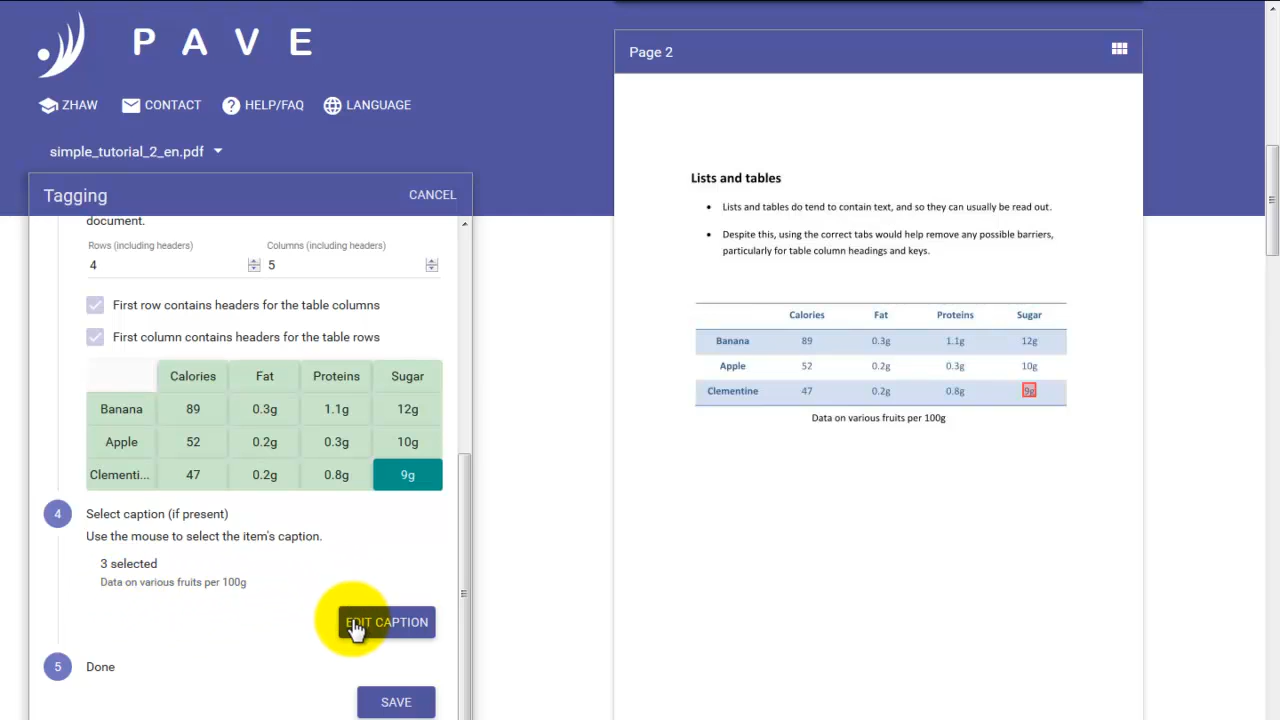 P A V E
ZHAW CONTACT HELP/FAQ LANGUAGE
simple_tutorial_2_en.pdf
Tagging CANCEL
document.
Rows (including headers) Columns (including headers)
4 5
First row contains headers for the table columns
First column contains headers for the table rows
Calories Fat Proteins Sugar
Banana 89 0.3g 1.1g 12g
Apple 52 0.2g 0.3g 10g
Clementi... 47 0.2g 0.8g 9g
4 Select caption (if present)
Use the mouse to select the item's caption.
3 selected
Data on various fruits per 100g
EDIT CAPTION
5 Done
SAVE
Page 2
Lists and tables
• Lists and tables do tend to contain text, and so they can usually be read out.
• Despite this, using the correct tabs would help remove any possible barriers,
particularly for table column headings and keys.
Calories Fat Proteins Sugar
Banana 89 0.3g 1.1g 12g
Apple 52 0.2g 0.3g 10g
Clementine 47 0.2g 0.8g 9g
Data on various fruits per 100g